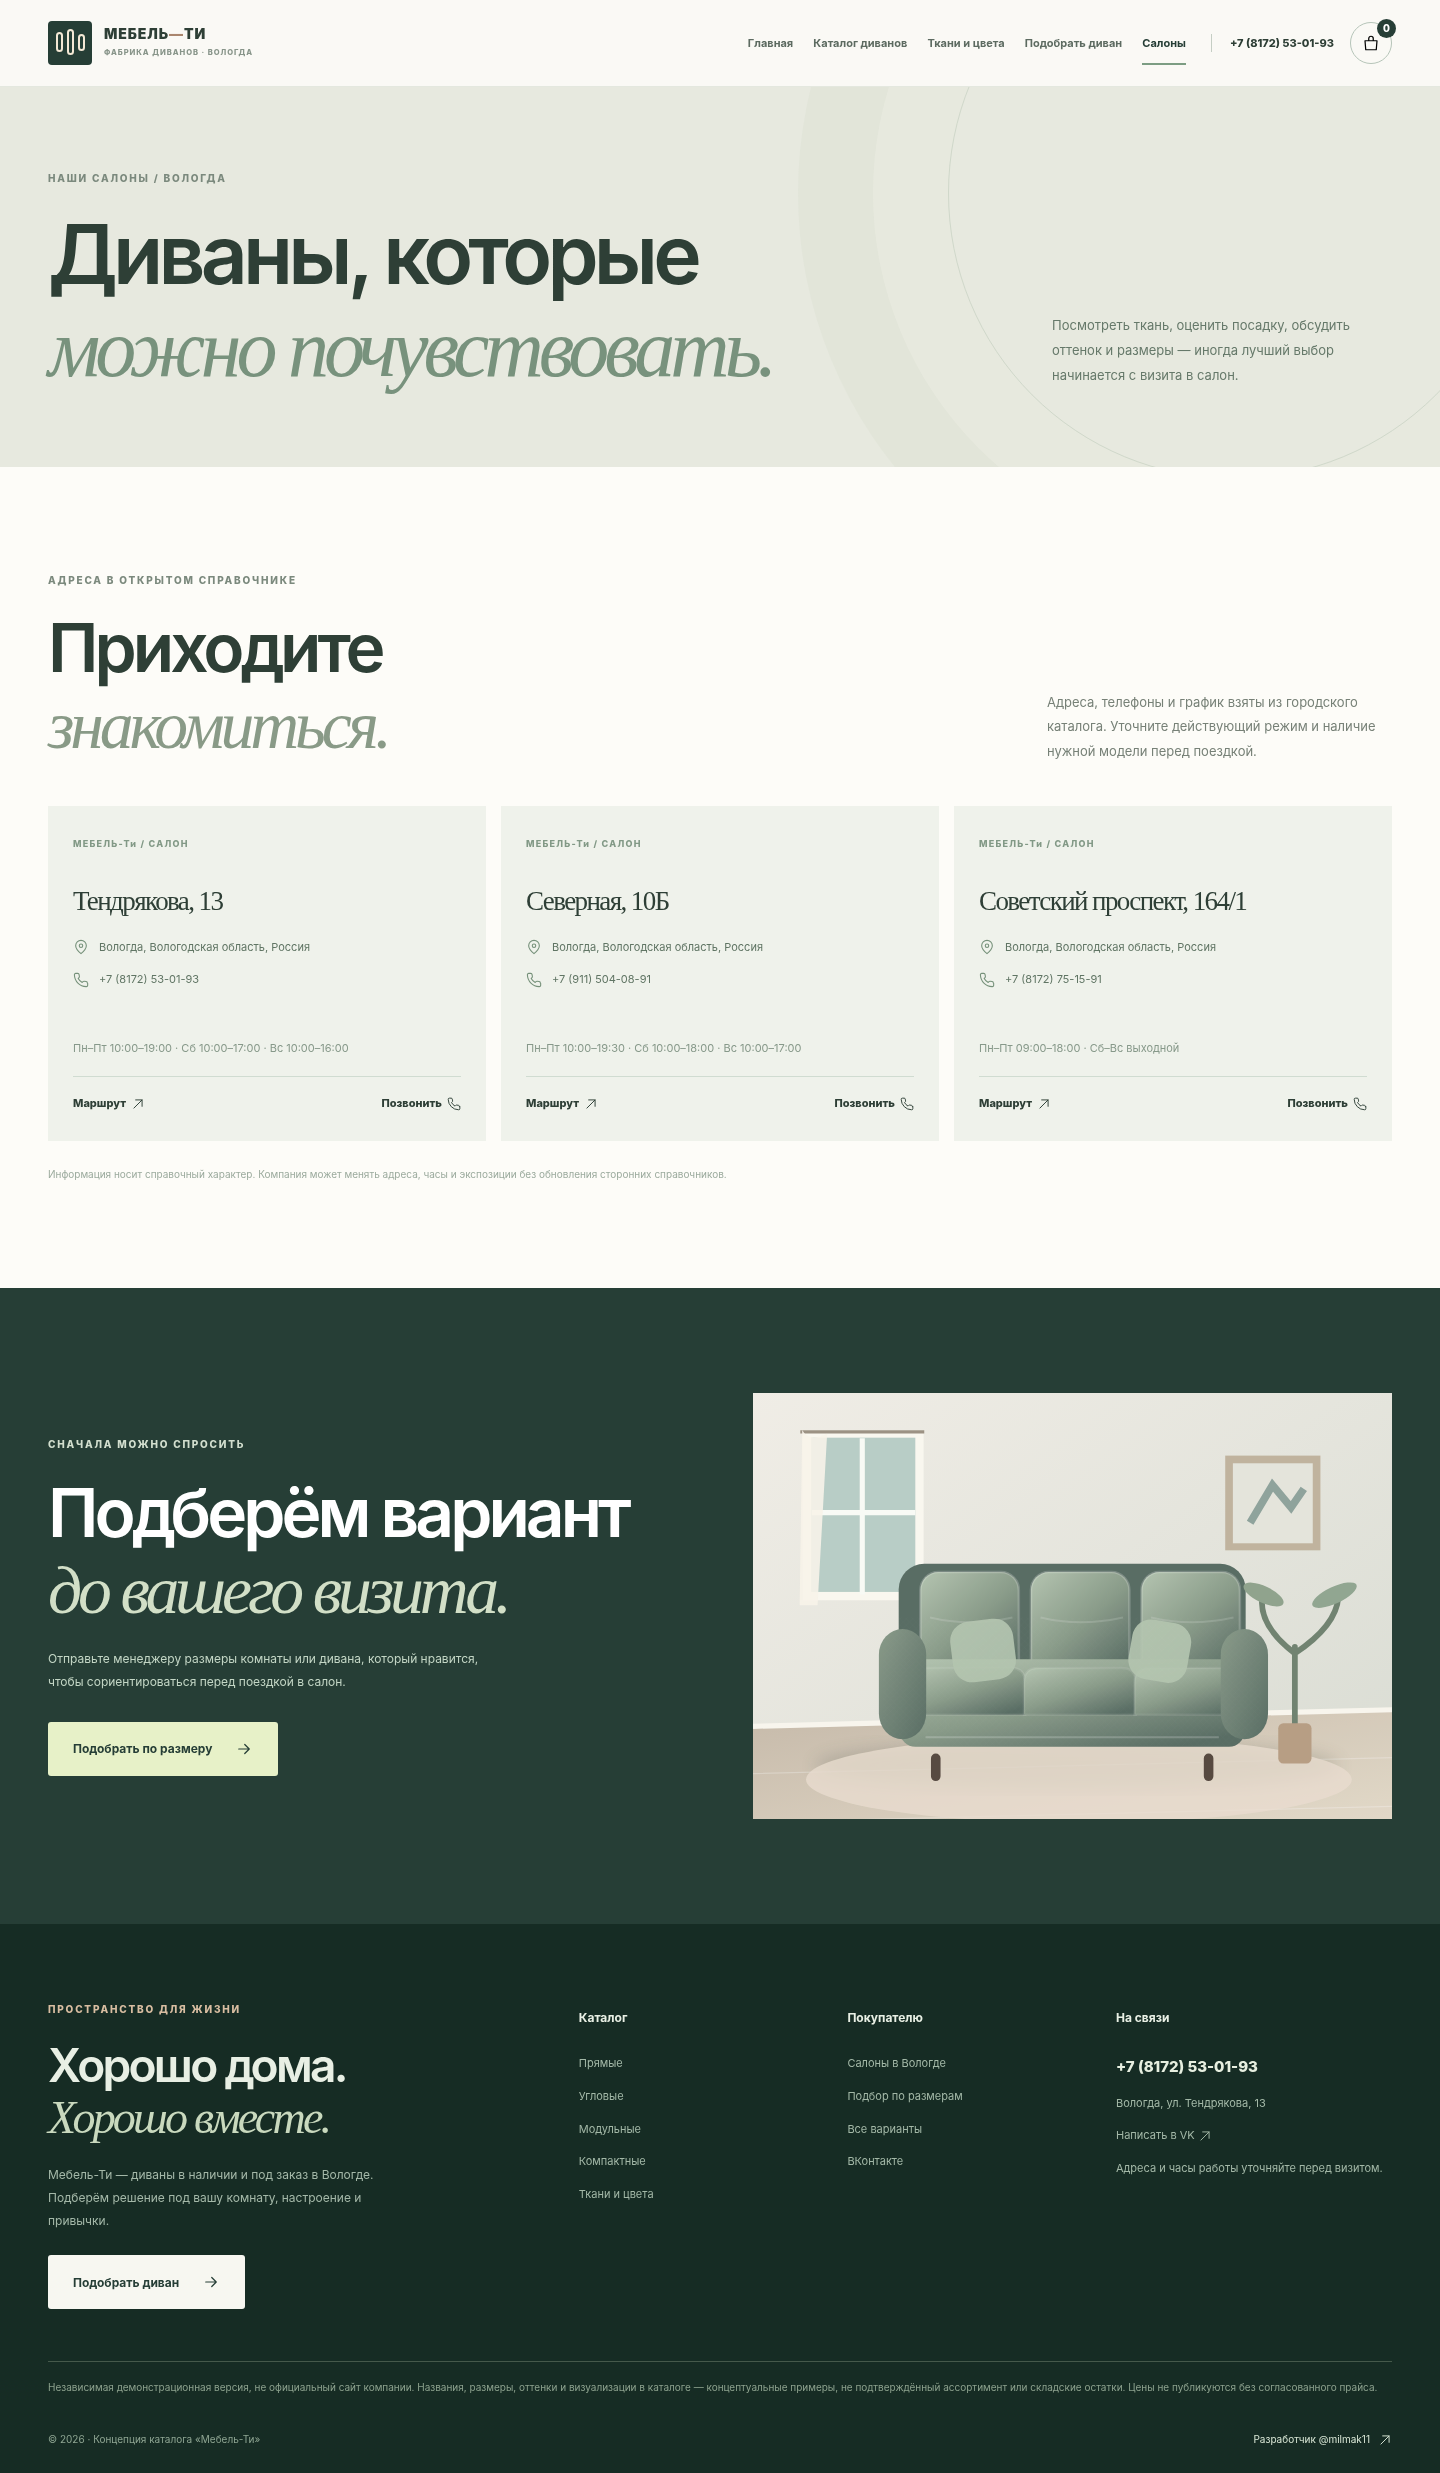 МЕБЕЛЬ—ТИ
ФАБРИКА ДИВАНОВ · ВОЛОГДА
Главная
Каталог диванов
Ткани и цвета
Подобрать диван
Салоны
+7 (8172) 53-01-93
0
НАШИ САЛОНЫ / ВОЛОГДА
Диваны, которые
можно почувствовать.
Посмотреть ткань, оценить посадку, обсудить
оттенок и размеры — иногда лучший выбор
начинается с визита в салон.
АДРЕСА В ОТКРЫТОМ СПРАВОЧНИКЕ
Приходите
знакомиться.
Адреса, телефоны и график взяты из городского
каталога. Уточните действующий режим и наличие
нужной модели перед поездкой.
МЕБЕЛЬ-Ти / САЛОН
Тендрякова, 13
Вологда, Вологодская область, Россия
+7 (8172) 53-01-93
Пн–Пт 10:00–19:00 · Сб 10:00–17:00 · Вс 10:00–16:00
Маршрут
Позвонить
МЕБЕЛЬ-Ти / САЛОН
Северная, 10Б
Вологда, Вологодская область, Россия
+7 (911) 504-08-91
Пн–Пт 10:00–19:30 · Сб 10:00–18:00 · Вс 10:00–17:00
Маршрут
Позвонить
МЕБЕЛЬ-Ти / САЛОН
Советский проспект, 164/1
Вологда, Вологодская область, Россия
+7 (8172) 75-15-91
Пн–Пт 09:00–18:00 · Сб–Вс выходной
Маршрут
Позвонить
Информация носит справочный характер. Компания может менять адреса, часы и экспозиции без обновления сторонних справочников.
СНАЧАЛА МОЖНО СПРОСИТЬ
Подберём вариант
до вашего визита.
Отправьте менеджеру размеры комнаты или дивана, который нравится,
чтобы сориентироваться перед поездкой в салон.
Подобрать по размеру
ПРОСТРАНСТВО ДЛЯ ЖИЗНИ
Хорошо дома.
Хорошо вместе.
Мебель-Ти — диваны в наличии и под заказ в Вологде.
Подберём решение под вашу комнату, настроение и
привычки.
Подобрать диван
Каталог
Прямые
Угловые
Модульные
Компактные
Ткани и цвета
Покупателю
Салоны в Вологде
Подбор по размерам
Все варианты
ВКонтакте
На связи
+7 (8172) 53-01-93
Вологда, ул. Тендрякова, 13
Написать в VK
Адреса и часы работы уточняйте перед визитом.
Независимая демонстрационная версия, не официальный сайт компании. Названия, размеры, оттенки и визуализации в каталоге — концептуальные примеры, не подтверждённый ассортимент или складские остатки. Цены не публикуются без согласованного прайса.
© 2026 · Концепция каталога «Мебель-Ти»
Разработчик @milmak11